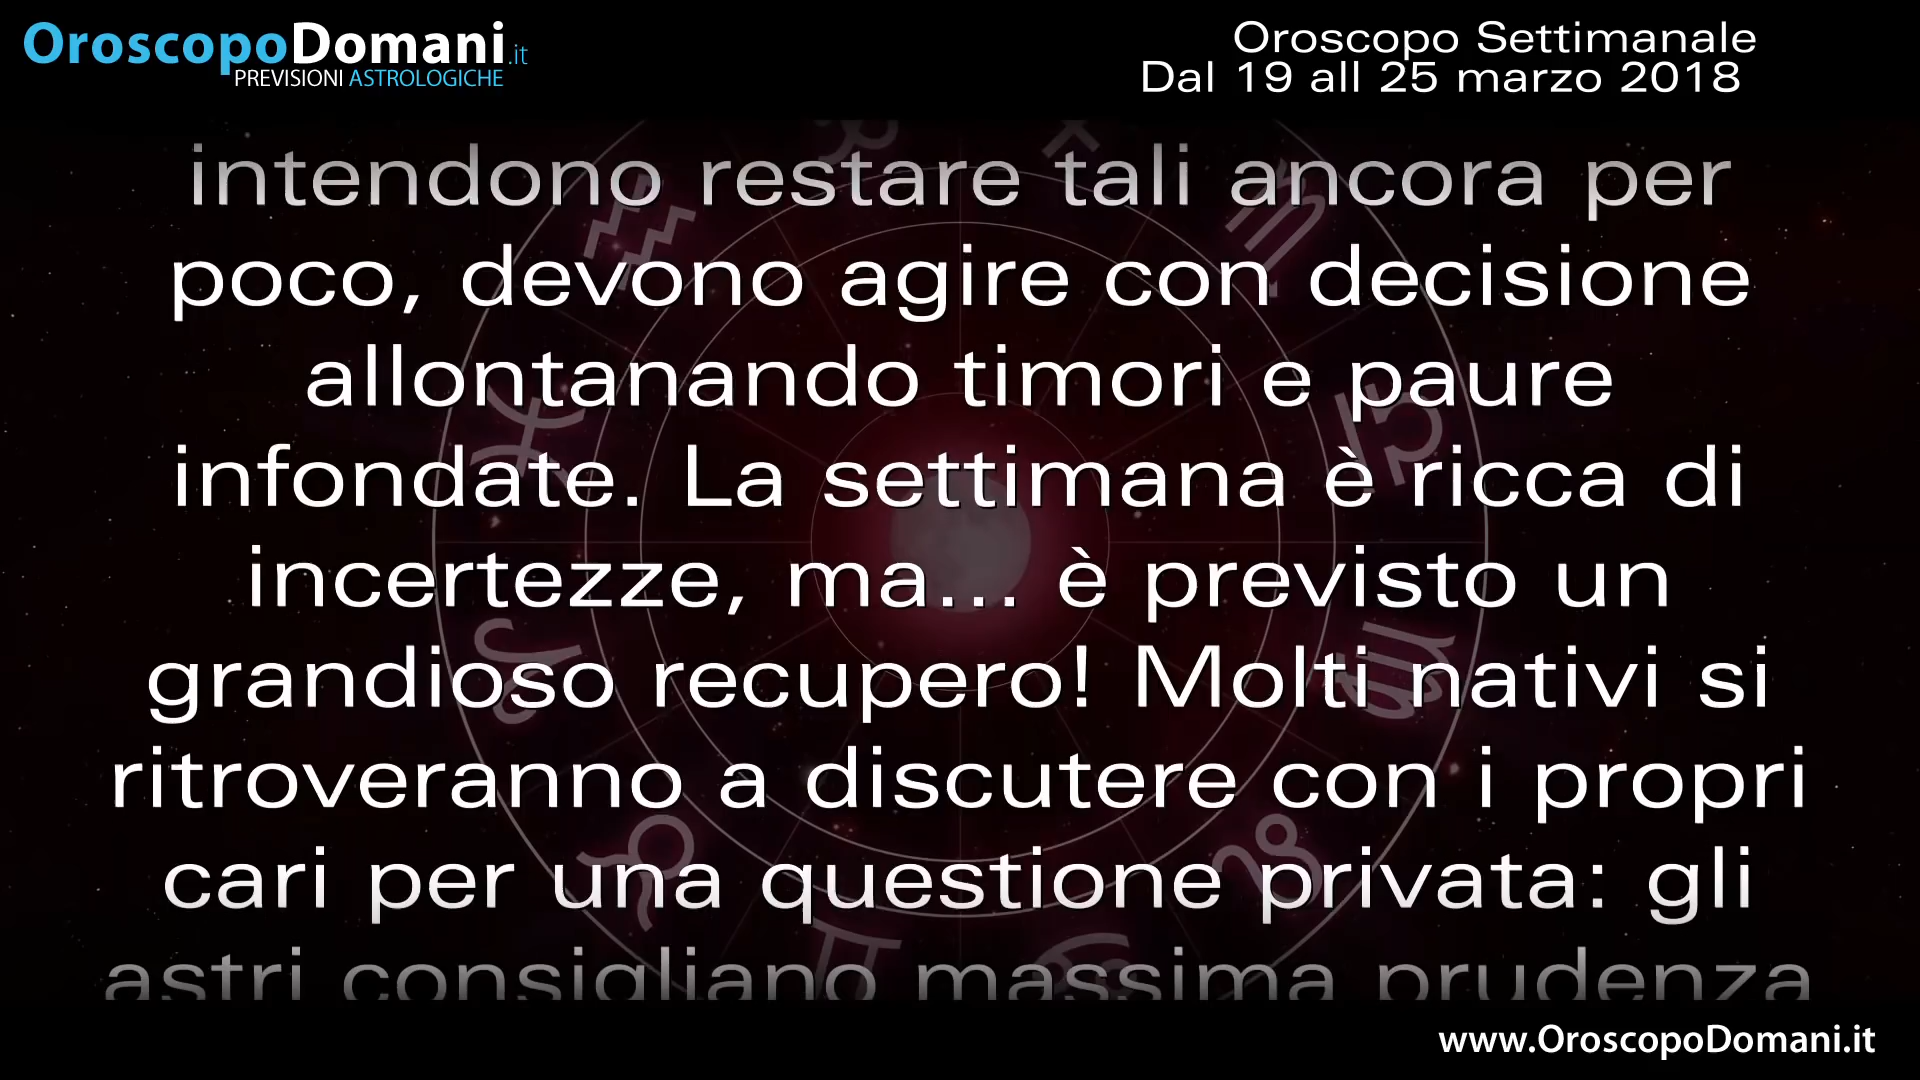 OroscopoDomani.it
PREVISIONI ASTROLOGICHE
Oroscopo Settimanale
Dal 19 all 25 marzo 2018
intendono restare tali ancora per
poco, devono agire con decisione
allontanando timori e paure
infondate. La settimana è ricca di
incertezze, ma... è previsto un
grandioso recupero! Molti nativi si
ritroveranno a discutere con i propri
cari per una questione privata: gli
astri consigliano massima prudenza
www.OroscopoDomani.it